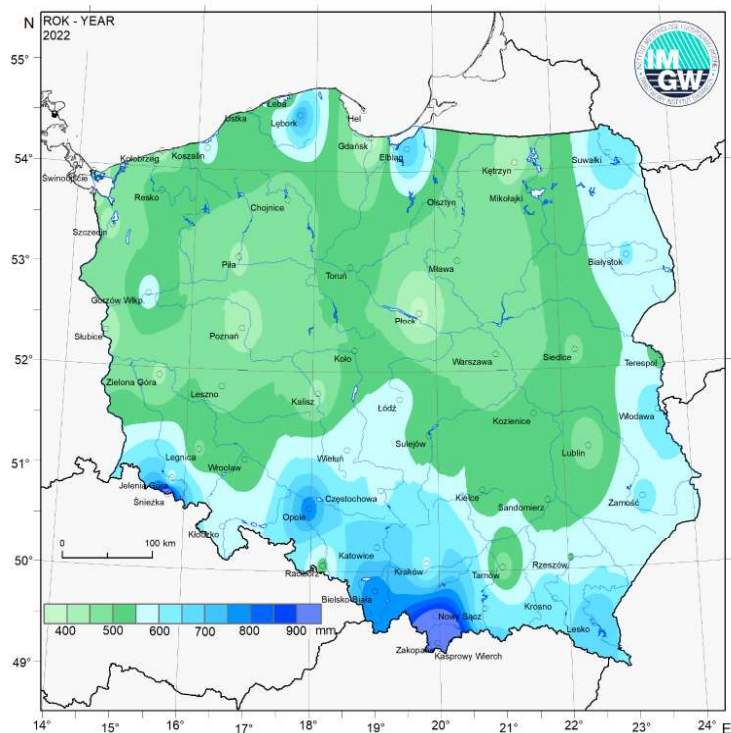 N
ROK - YEAR
2022
IM
GW
55°
54°
53°
52°
51°
50°
49°
Łeba
Ustka
Lębork
Hel
Koszalin
Gdańsk
Elbląg
Suwałki
Kołobrzeg
Kętrzyn
Świnoujście
Resko
Olsztyn
Mikołajki
Chojnice
Szczecin
Piła
Toruń
Mława
Białystok
Gorzów Wlkp.
Płock
Słubice
Poznań
Koło
Warszawa
Siedlce
Terespol
Zielona Góra
Leszno
Kalisz
Łódź
Kozienice
Włodawa
Sulejów
Legnica
Wrocław
Wieluń
Lublin
Jelenia Góra
Śnieżka
Częstochowa
Kielce
Sandomierz
Zamość
Opole
Kłodzko
0 100 km
Katowice
Kraków
Tarnów
Rzeszów
Racibórz
Bielsko-Biała
Nowy Sącz
Krosno
Lesko
Zakopane
Kasprowy Wierch
400 500 600 700 800 900 mm
14° 15° 16° 17° 18° 19° 20° 21° 22° 23° 24° E